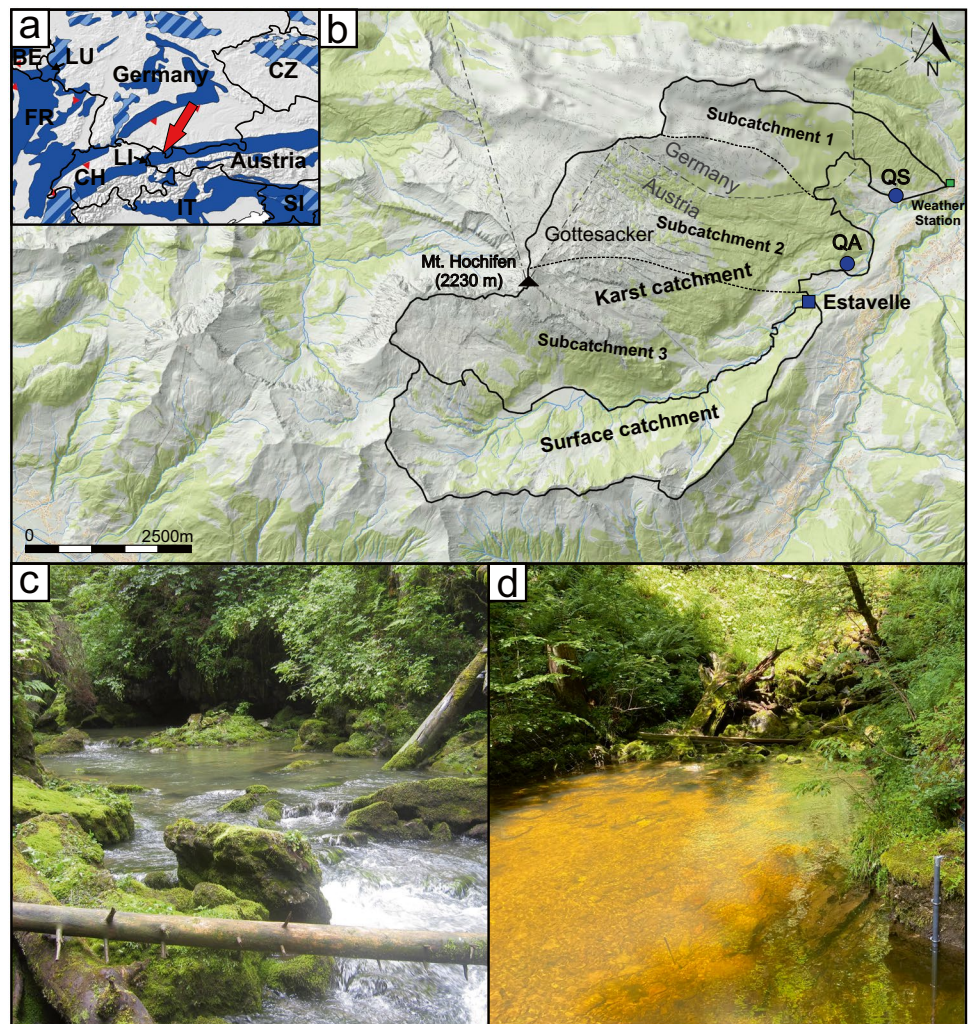 a
BE
LU
Germany
CZ
FR
LI
CH
Austria
IT
SI
b
N
Subcatchment 1
Germany
Austria
QS
Weather
Station
Gottesacker
Subcatchment 2
QA
Mt. Hochifen
(2230 m)
Karst catchment
Estavelle
Subcatchment 3
Surface catchment
0
2500m
c
d